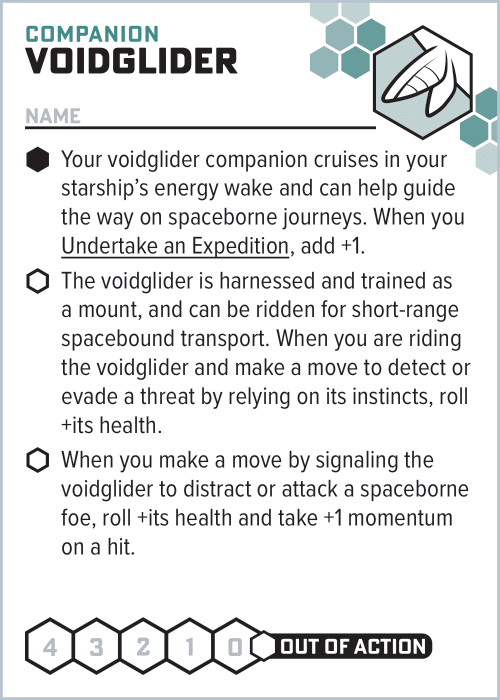 COMPANION
VOIDGLIDER
NAME
Your voidglider companion cruises in your
starship’s energy wake and can help guide
the way on spaceborne journeys. When you
Undertake an Expedition, add +1.
The voidglider is harnessed and trained as
a mount, and can be ridden for short-range
spacebound transport. When you are riding
the voidglider and make a move to detect or
evade a threat by relying on its instincts, roll
+its health.
When you make a move by signaling the
voidglider to distract or attack a spaceborne
foe, roll +its health and take +1 momentum
on a hit.
4 3 2 1 0 OUT OF ACTION